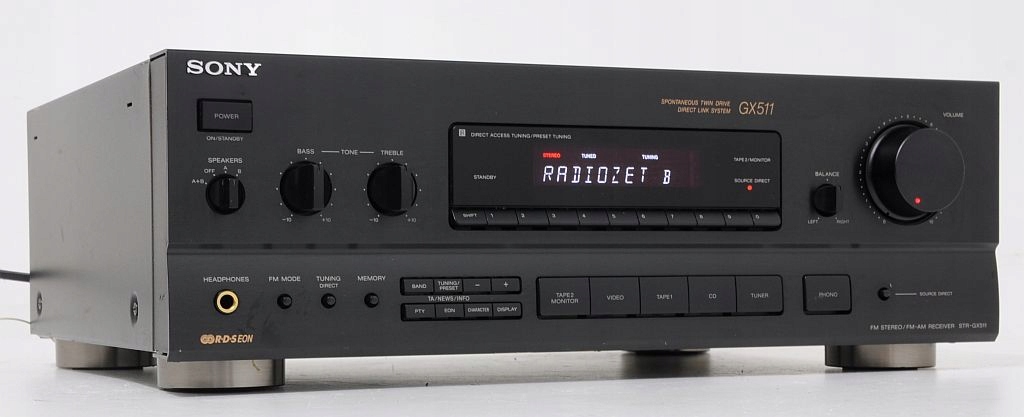 SONY
POWER
ON/STANDBY
SPEAKERS
OFF A B
A+B
BASS TONE TREBLE
-10 +10 -10 +10
SPONTANEOUS TWIN DRIVE
DIRECT LINK SYSTEM GX511
DIRECT ACCESS TUNING/PRESET TUNING
STEREO TUNED TUNING
RADIOZET B
STANDBY
TAPE2/MONITOR
SOURCE DIRECT
SHIFT 1 2 3 4 5 6 7 8 9 0
BALANCE
LEFT RIGHT
VOLUME
0 10
HEADPHONES FM MODE TUNING DIRECT MEMORY
BAND TUNING/PRESET - +
TA/NEWS/INFO
PTY EON CHARACTER DISPLAY
TAPE2 MONITOR VIDEO TAPE1 CD TUNER PHONO
SOURCE DIRECT
R·D·S EON
FM STEREO/FM-AM RECEIVER STR-GX511